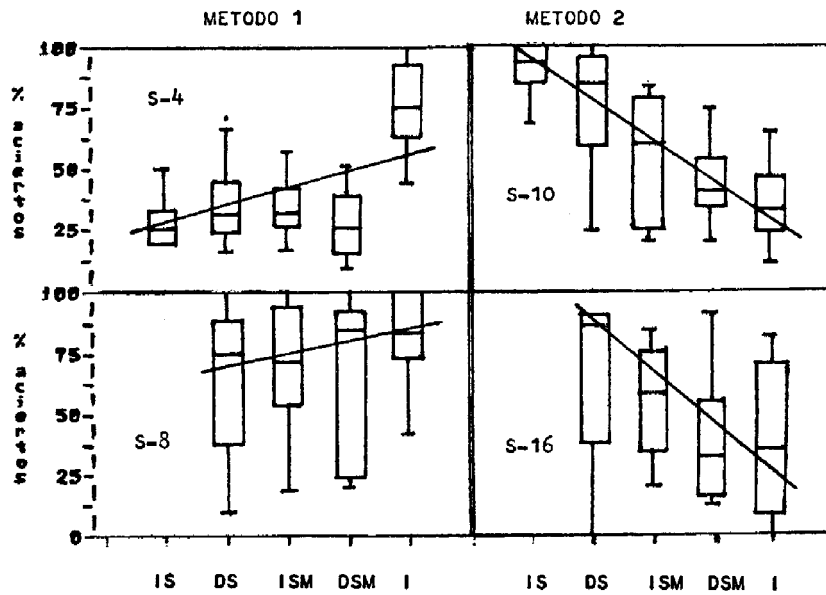 METODO 1 METODO 2
100
S-4
75
% aciertos
50
S-10
25
100
75
% aciertos
50
S-8 S-16
25
0
IS DS ISM DSM I IS DS ISM DSM I